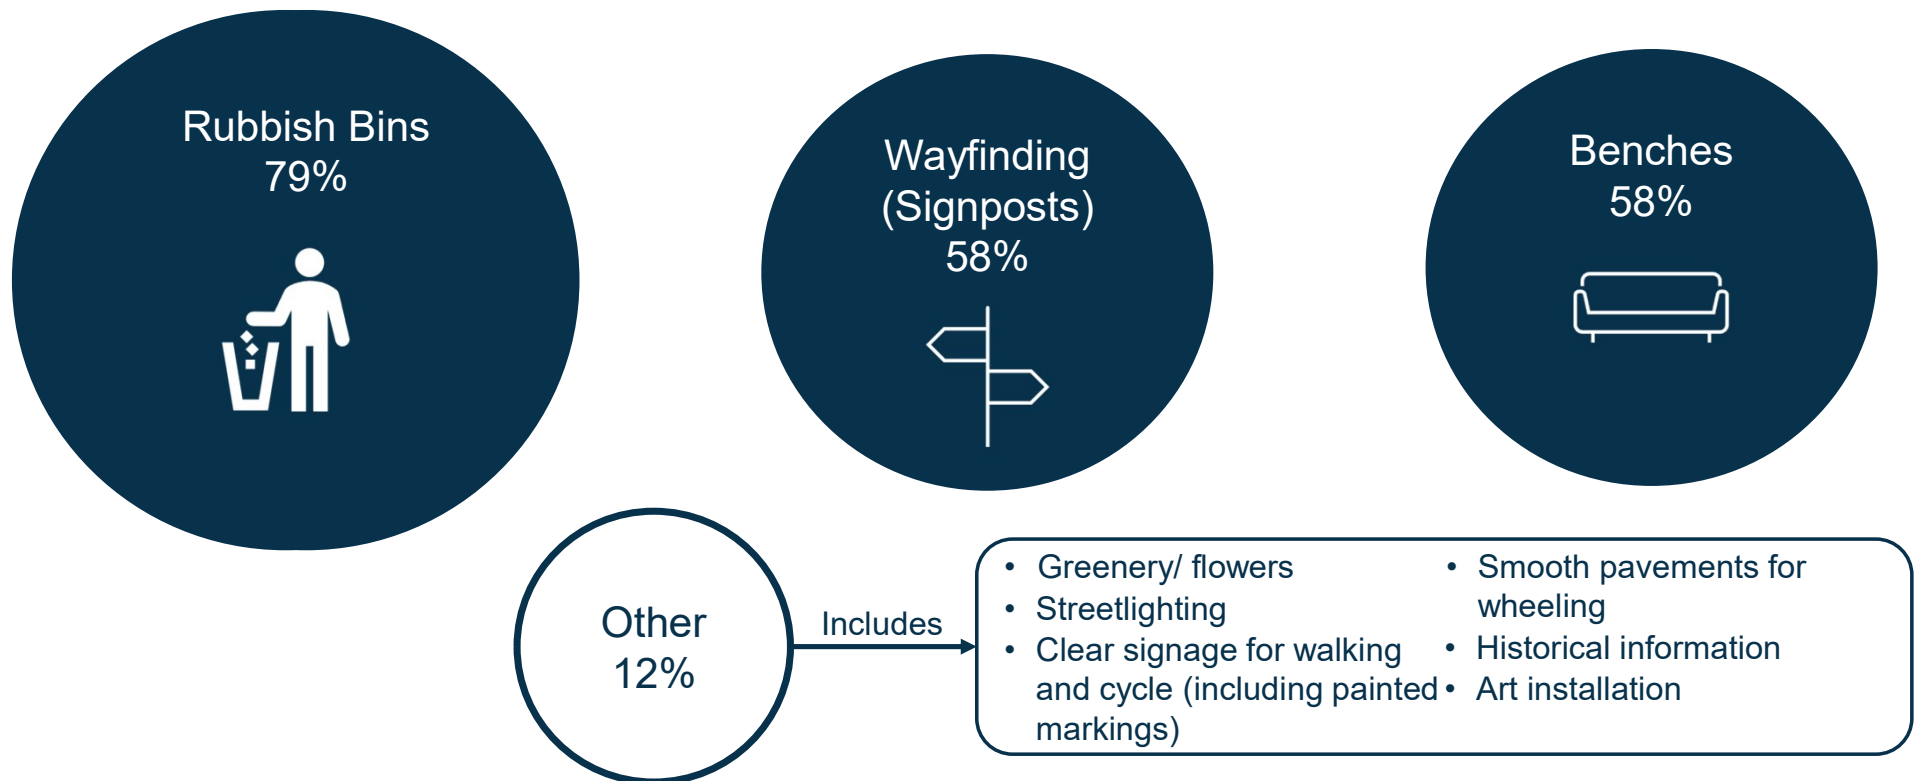 Rubbish Bins
79%
Wayfinding
(Signposts)
58%
Benches
58%
Other
12%
Includes
• Greenery/ flowers
• Streetlighting
• Clear signage for walking
and cycle (including painted
markings)
• Smooth pavements for
wheeling
• Historical information
• Art installation